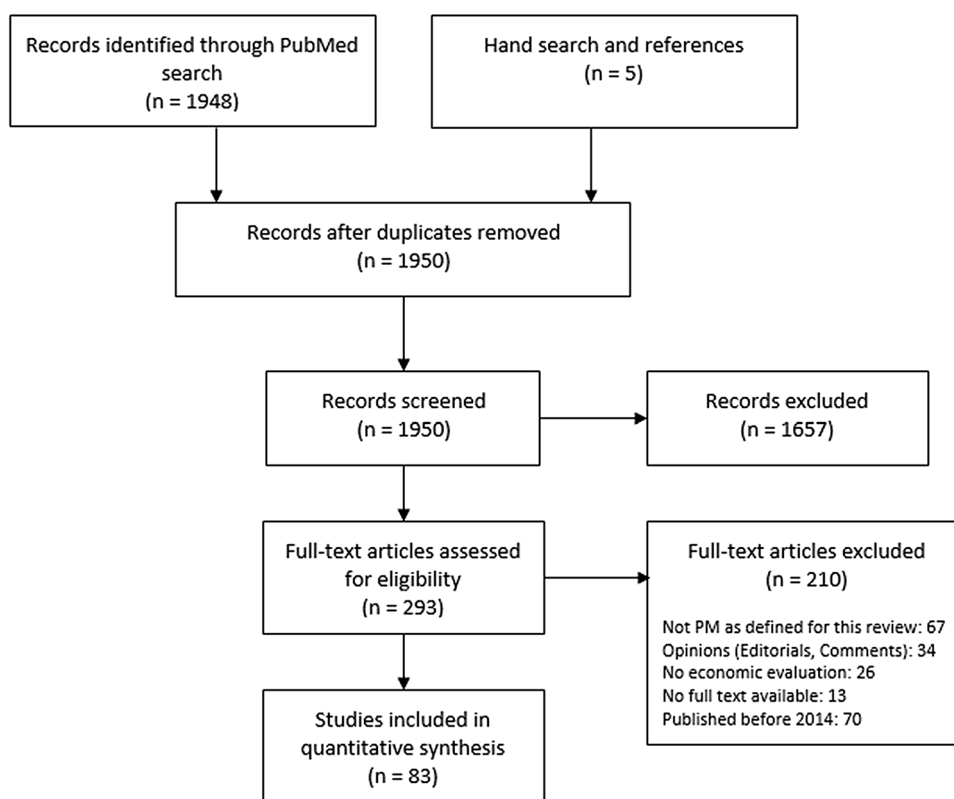 Records identified through PubMed
search
(n = 1948)
Hand search and references
(n = 5)
Records after duplicates removed
(n = 1950)
Records screened
(n = 1950)
Records excluded
(n = 1657)
Full-text articles assessed
for eligibility
(n = 293)
Full-text articles excluded
(n = 210)
Not PM as defined for this review: 67
Opinions (Editorials, Comments): 34
No economic evaluation: 26
No full text available: 13
Published before 2014: 70
Studies included in
quantitative synthesis
(n = 83)